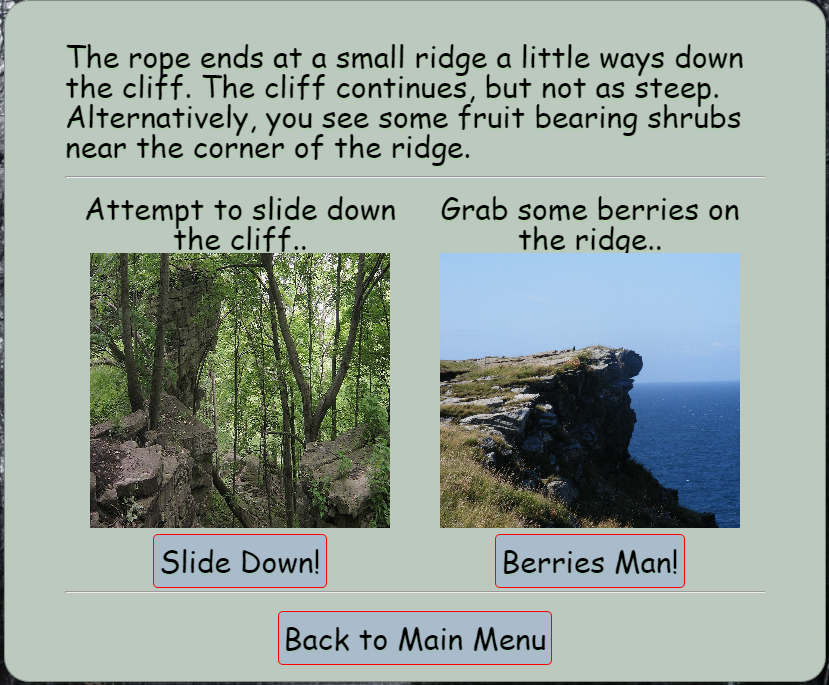 The rope ends at a small ridge a little ways down
the cliff. The cliff continues, but not as steep.
Alternatively, you see some fruit bearing shrubs
near the corner of the ridge.
Attempt to slide down
the cliff..
Grab some berries on
the ridge..
Slide Down!
Berries Man!
Back to Main Menu